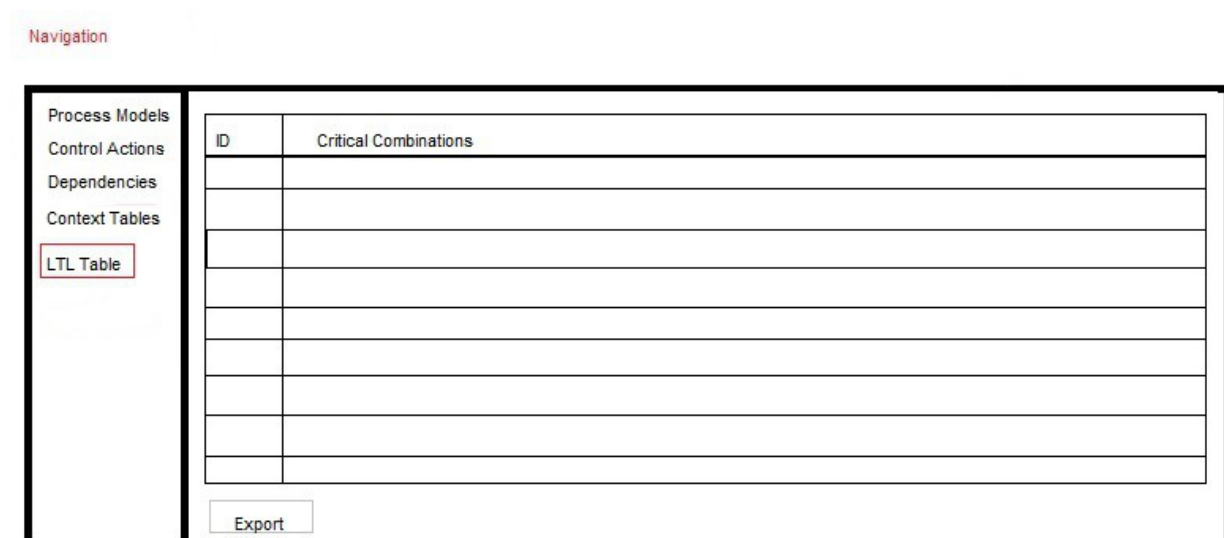 Navigation
Process Models
Control Actions
Dependencies
Context Tables
LTL Table
ID Critical Combinations
Export